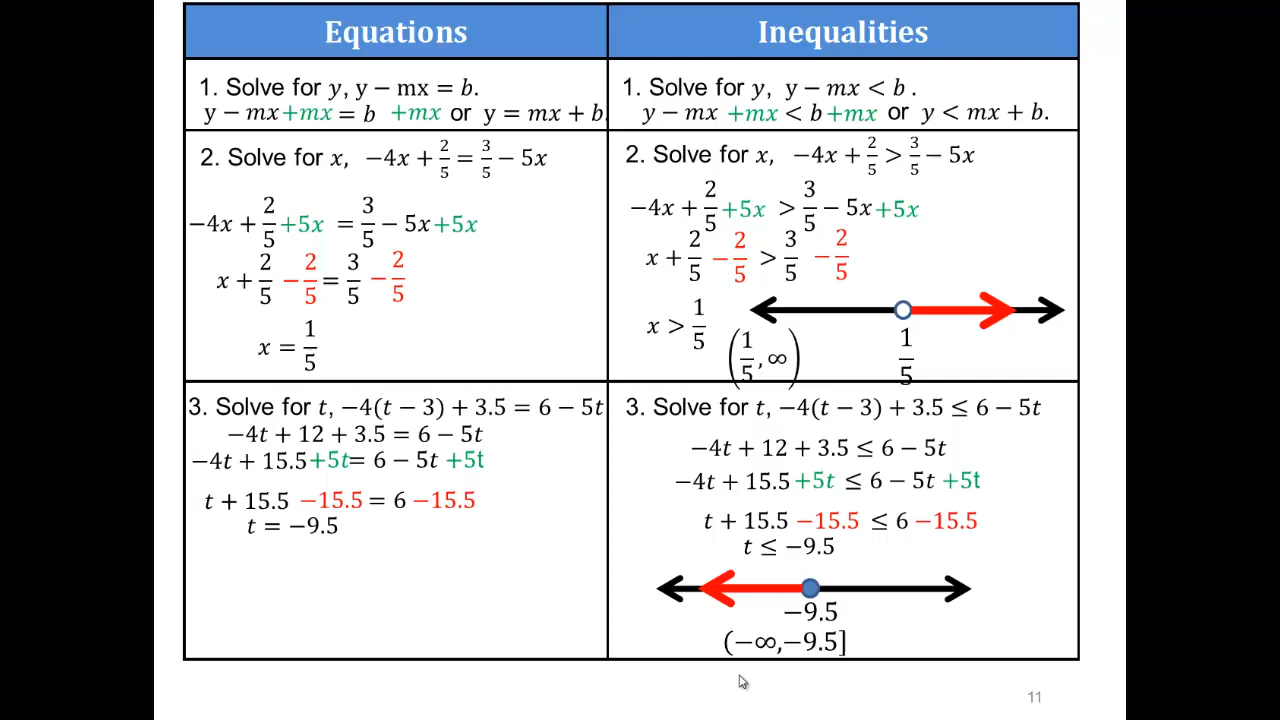 Equations
Inequalities
1. Solve for y, y − mx = b.
y − mx +mx = b +mx or y = mx + b.
1. Solve for y, y − mx < b .
y − mx +mx < b +mx or y < mx + b.
2. Solve for x, −4x + 2/5 = 3/5 − 5x
−4x + 2/5 +5x = 3/5 − 5x +5x
x + 2/5 − 2/5 = 3/5 − 2/5
x = 1/5
2. Solve for x, −4x + 2/5 > 3/5 − 5x
−4x + 2/5 +5x > 3/5 − 5x +5x
x + 2/5 − 2/5 > 3/5 − 2/5
x > 1/5
(1/5, ∞)
1/5
3. Solve for t, −4(t − 3) + 3.5 = 6 − 5t
−4t + 12 + 3.5 = 6 − 5t
−4t + 15.5 +5t = 6 − 5t +5t
t + 15.5 −15.5 = 6 −15.5
t = −9.5
3. Solve for t, −4(t − 3) + 3.5 ≤ 6 − 5t
−4t + 12 + 3.5 ≤ 6 − 5t
−4t + 15.5 +5t ≤ 6 − 5t +5t
t + 15.5 −15.5 ≤ 6 −15.5
t ≤ −9.5
−9.5
(−∞,−9.5]
11